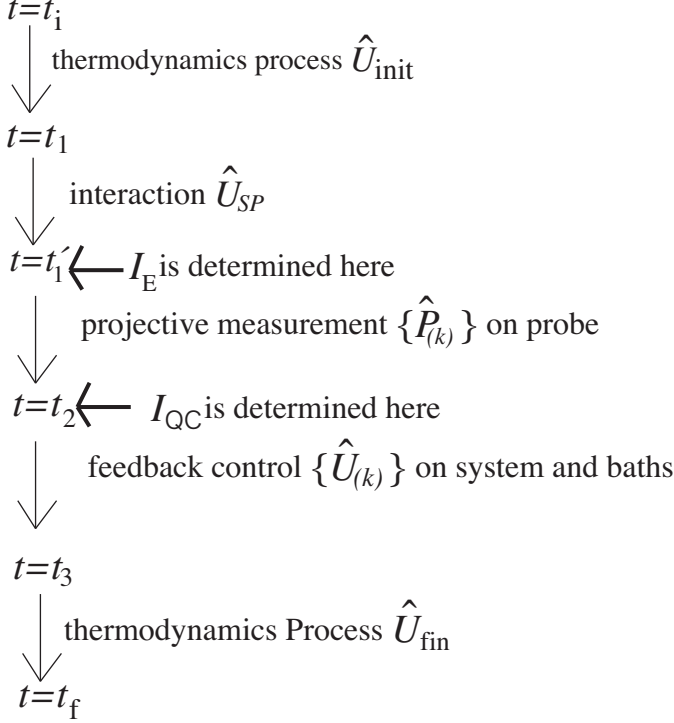 t=t_i
thermodynamics process Û_init
t=t_1
interaction Û_SP
t=t_1′ I_E is determined here
projective measurement {P̂_(k)} on probe
t=t_2 I_QC is determined here
feedback control {Û_(k)} on system and baths
t=t_3
thermodynamics Process Û_fin
t=t_f